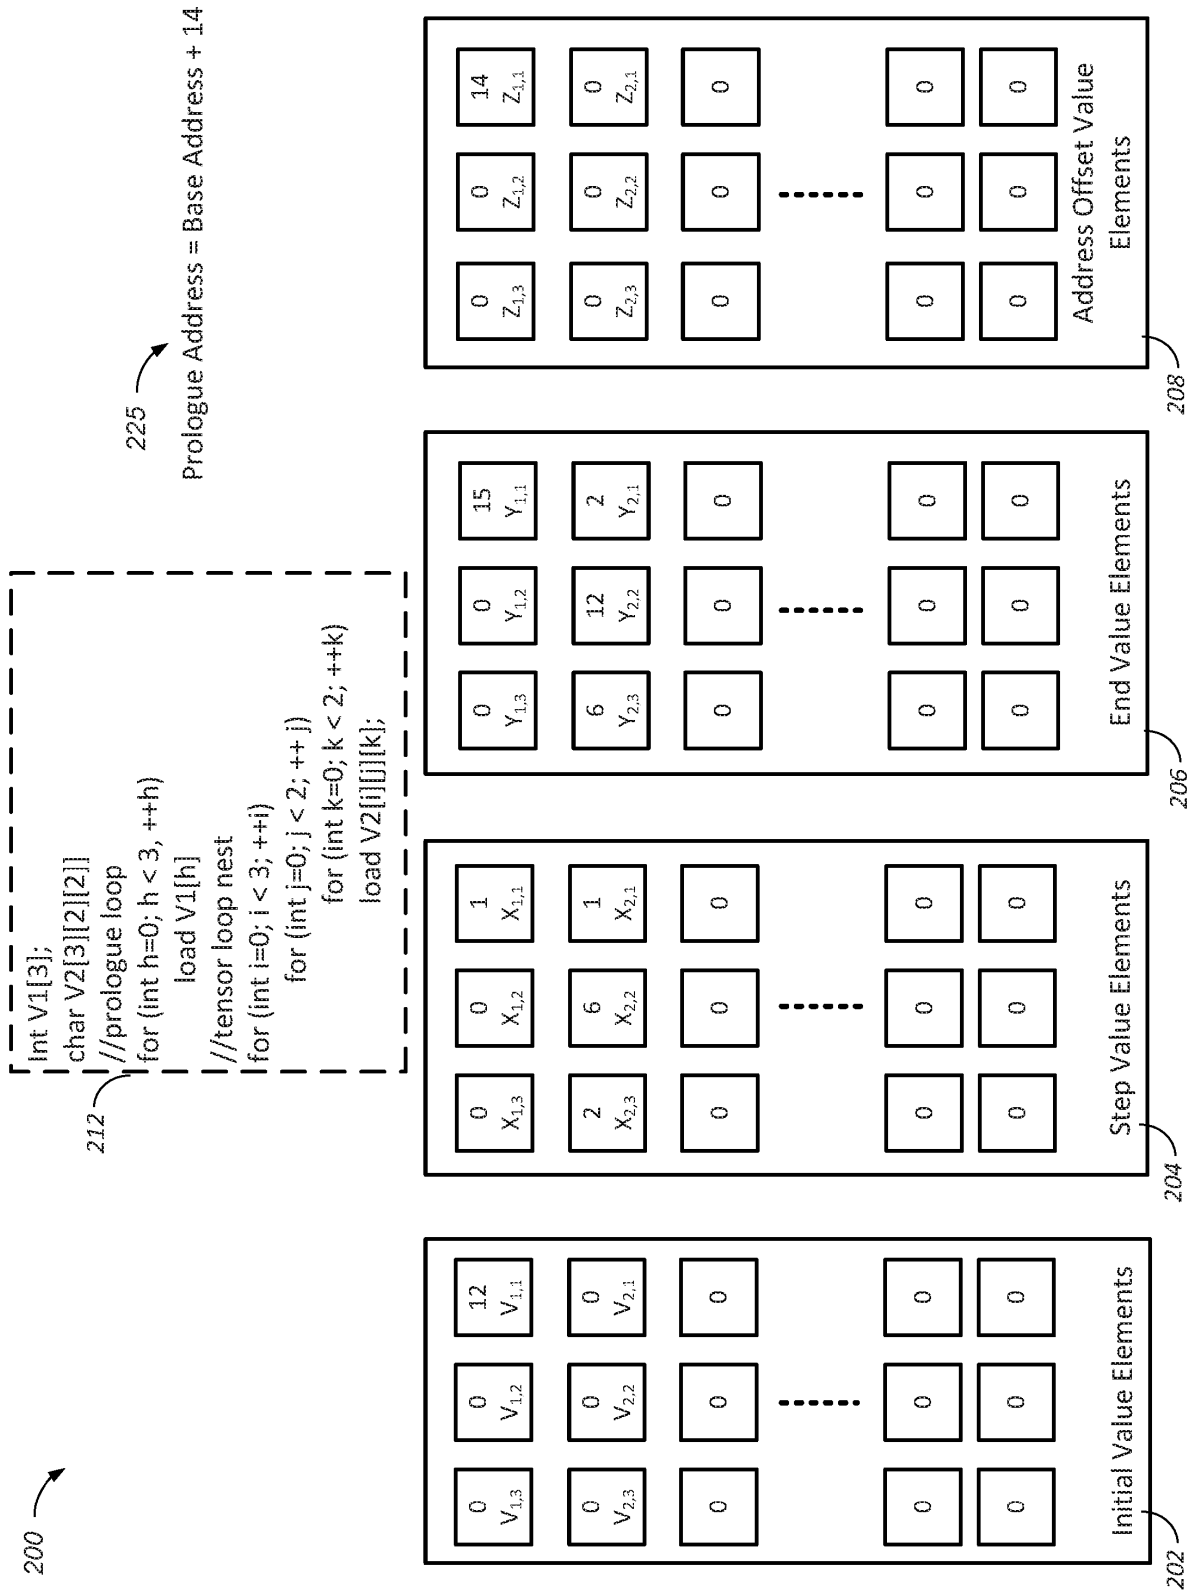 200
212
Int V1[3];
char V2[3][2][2]]
//prologue loop
for (int h=0; h < 3, ++h)
load V1[h]
//tensor loop nest
for (int i=0; i < 3; ++i)
for (int j=0; j < 2; ++ j)
for (int k=0; k < 2; ++k)
load V2[i][j][k];
225
Prologue Address = Base Address + 14
0 0 12
V1,3 V1,2 V1,1
0 0 0
V2,3 V2,2 V2,1
0 0 0
0 0 0
0 0 0
Initial Value Elements
202
0 0 1
X1,3 X1,2 X1,1
2 6 1
X2,3 X2,2 X2,1
0 0 0
0 0 0
0 0 0
Step Value Elements
204
0 0 15
Y1,3 Y1,2 Y1,1
6 12 2
Y2,3 Y2,2 Y2,1
0 0 0
0 0 0
0 0 0
End Value Elements
206
0 0 14
Z1,3 Z1,2 Z1,1
0 0 0
Z2,3 Z2,2 Z2,1
0 0 0
0 0 0
0 0 0
Address Offset Value
Elements
208